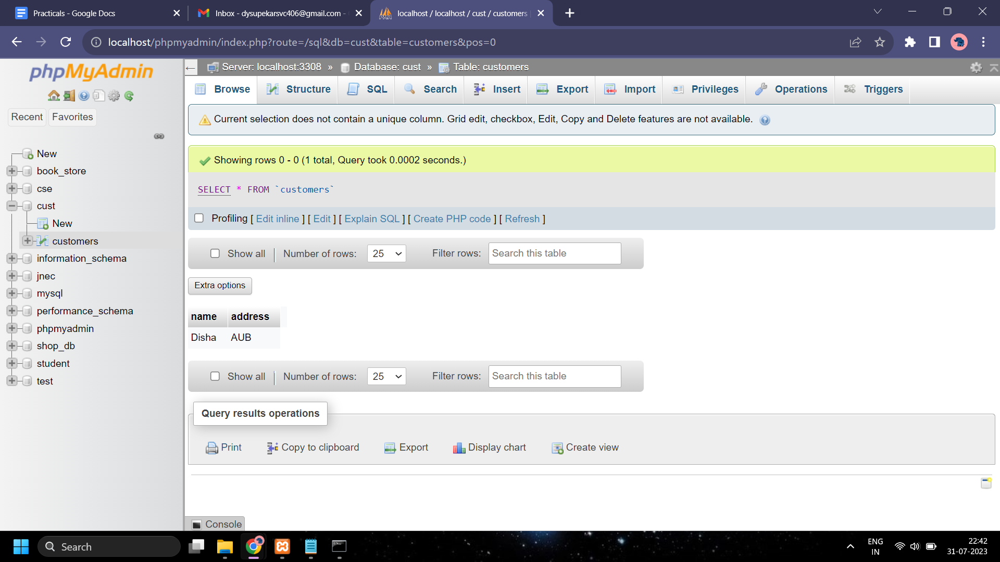 Practicals - Google Docs
Inbox - dysupekarsvc406@gmail.com -
localhost / localhost / cust / customers
localhost/phpmyadmin/index.php?route=/sql&db=cust&table=customers&pos=0
phpMyAdmin
Recent Favorites
New
book_store
cse
cust
New
customers
information_schema
jnec
mysql
performance_schema
phpmyadmin
shop_db
student
test
Server: localhost:3308 » Database: cust » Table: customers
Browse Structure SQL Search Insert Export Import Privileges Operations Triggers
Current selection does not contain a unique column. Grid edit, checkbox, Edit, Copy and Delete features are not available.
Showing rows 0 - 0 (1 total, Query took 0.0002 seconds.)
SELECT * FROM `customers`
Profiling [ Edit inline ] [ Edit ] [ Explain SQL ] [ Create PHP code ] [ Refresh ]
Show all Number of rows: 25 Filter rows: Search this table
Extra options
name address
Disha AUB
Show all Number of rows: 25 Filter rows: Search this table
Query results operations
Print Copy to clipboard Export Display chart Create view
Console
Search
ENG
IN
22:42
31-07-2023